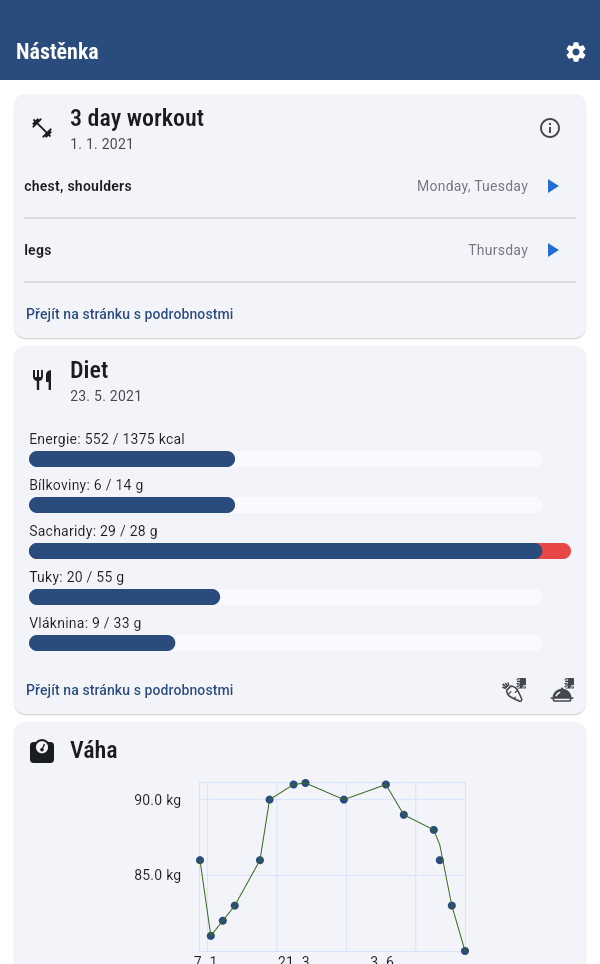 Nástěnka
3 day workout
1. 1. 2021
chest, shoulders Monday, Tuesday
legs Thursday
Přejít na stránku s podrobnostmi
Diet
23. 5. 2021
Energie: 552 / 1375 kcal
Bílkoviny: 6 / 14 g
Sacharidy: 29 / 28 g
Tuky: 20 / 55 g
Vláknina: 9 / 33 g
Přejít na stránku s podrobnostmi
Váha
90.0 kg
85.0 kg
7. 1. 21. 3. 3. 6.